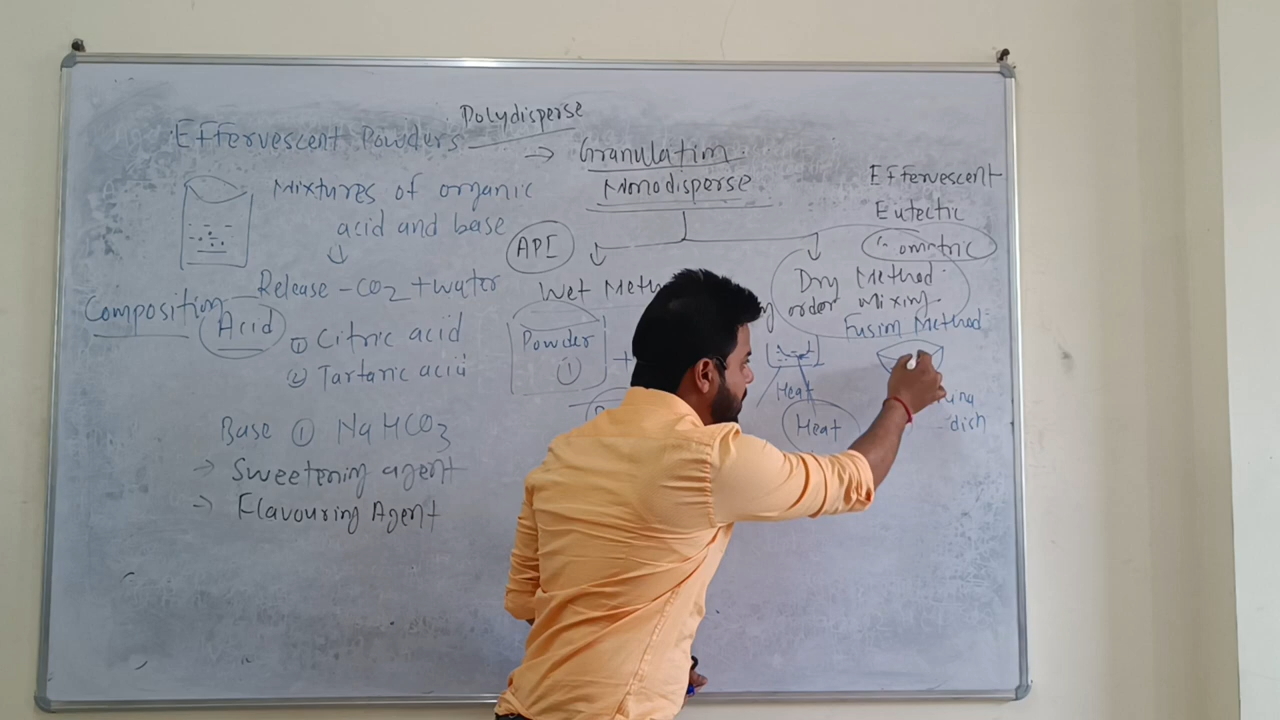 Polydisperse
Effervescent Powders
→ Granulation
Mixtures of organic
acid and base
↓
Release - CO2 + water
Monodisperse
Effervescent
Eutectic
API
Wet
Dry Method
order Mixing
Fusion Method
Composition
Acid
① Citric acid
② Tartaric acid
Powder
①
+
Heat
Heat
dish
Base ① NaHCO3
→ Sweetening agent
→ Flavouring Agent